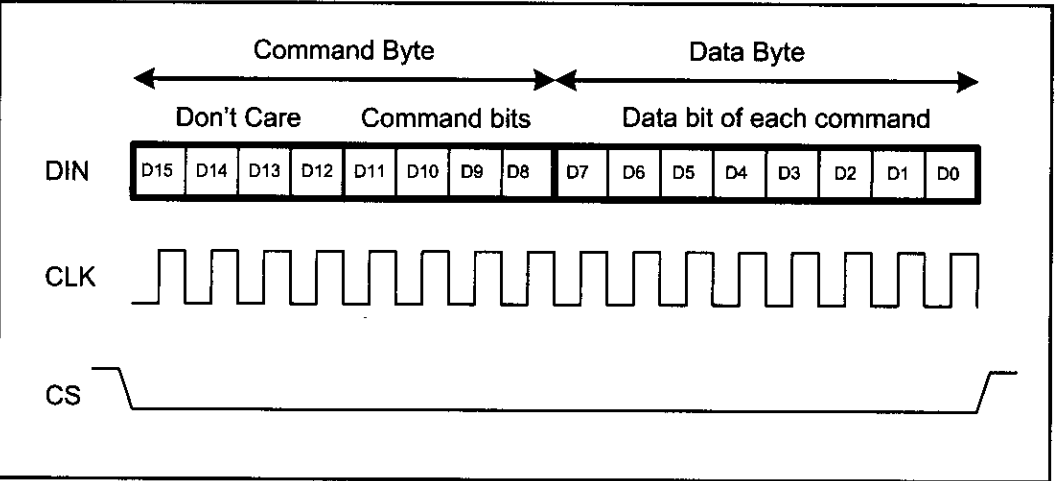 Command Byte Data Byte
Don't Care Command bits Data bit of each command
DIN D15 D14 D13 D12 D11 D10 D9 D8 D7 D6 D5 D4 D3 D2 D1 D0
CLK
CS